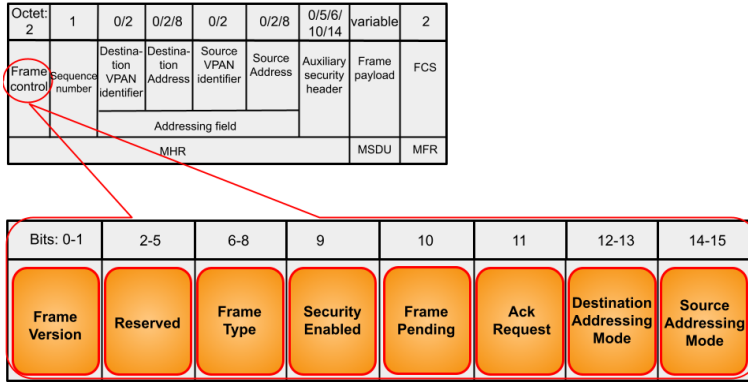 Octet:
2
1
0/2
0/2/8
0/2
0/2/8
0/5/6/
10/14
variable
2
Frame
control
Sequence
number
Destina-
tion
VPAN
identifier
Destina-
tion
Address
Source
VPAN
identifier
Source
Address
Auxiliary
security
header
Frame
payload
FCS
Addressing field
MHR
MSDU
MFR
Bits: 0-1
2-5
6-8
9
10
11
12-13
14-15
Frame
Version
Reserved
Frame
Type
Security
Enabled
Frame
Pending
Ack
Request
Destination
Addressing
Mode
Source
Addressing
Mode